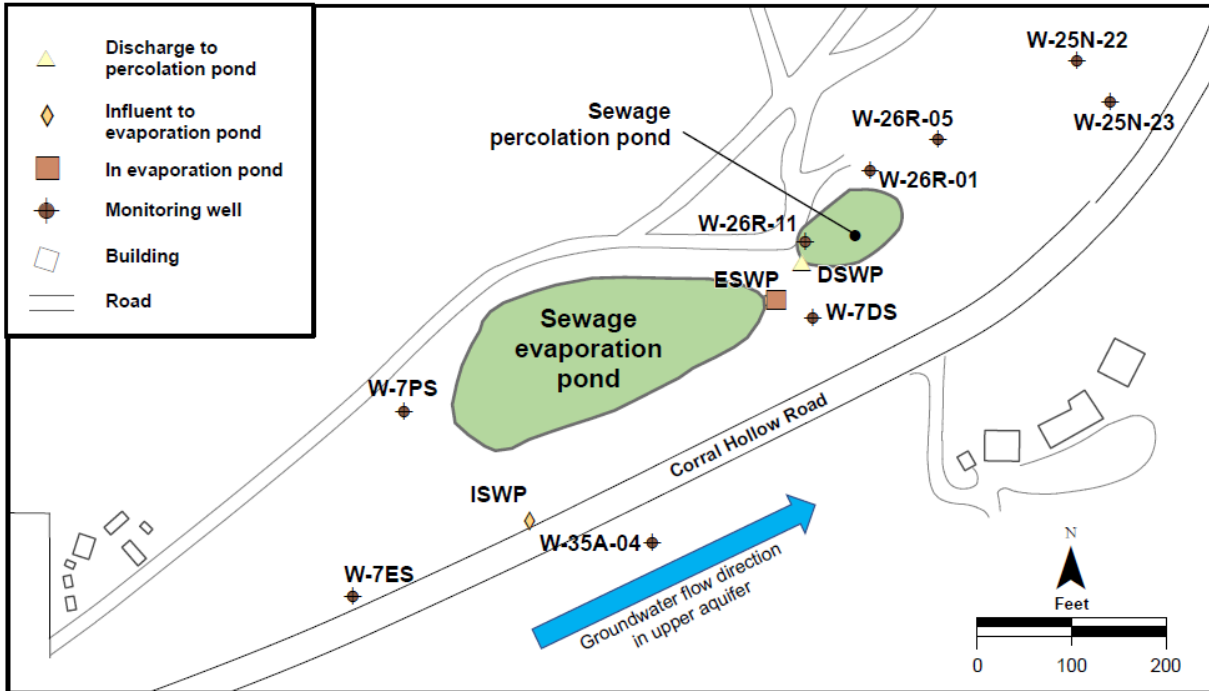 Discharge to
percolation pond
Influent to
evaporation pond
In evaporation pond
Monitoring well
Building
Road
W-25N-22
W-25N-23
Sewage
percolation pond
W-26R-05
W-26R-01
W-26R-11
DSWP
ESWP
W-7DS
Sewage
evaporation
pond
W-7PS
Corral Hollow Road
ISWP
W-35A-04
W-7ES
Groundwater flow direction
in upper aquifer
N
Feet
0 100 200